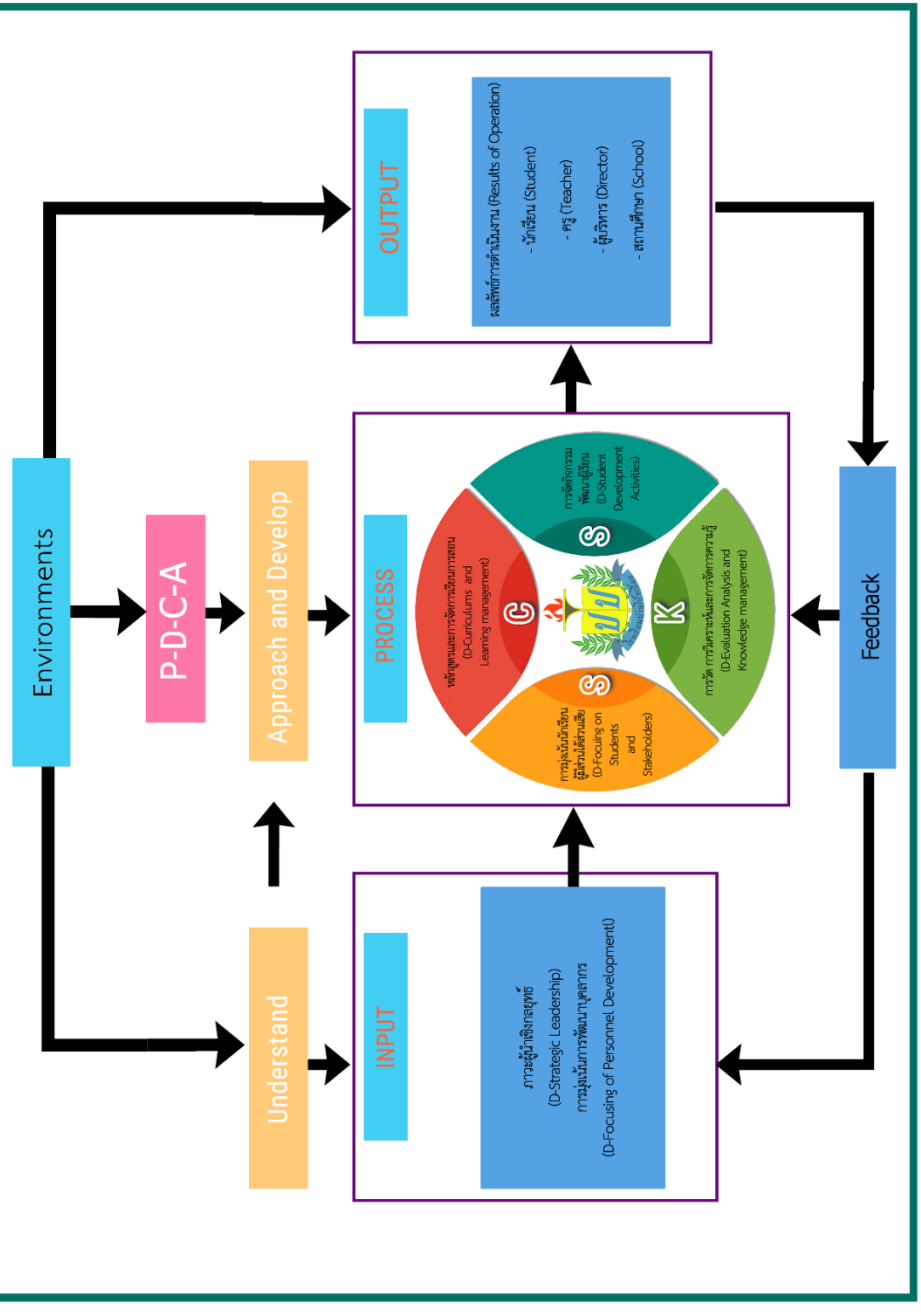 Environments
P-D-C-A
Understand
Approach and Develop
INPUT
ภาวะผู้นำเชิงกลยุทธ์
(D-Strategic Leadership)
การมุ่งเน้นการพัฒนาบุคลากร
(D-Focusing of Personnel Developmentl)
PROCESS
C
หลักสูตรและการจัดการเรียนการสอน
(D-Curriculums and
Learning management)
S
การมุ่งเน้นนักเรียน
ผู้มีส่วนได้ส่วนเสีย
(D-Focuing on
Students
and
Stakeholders)
บป
S
การจัดกิจกรรม
พัฒนาผู้เรียน
(D-Student
Development
Activities)
K
การวัด การวิเคราะห์และการจัดการความรู้
(D-Evaluation Analysis and
Knowledge management)
OUTPUT
ผลลัพธ์การดำเนินงาน (Results of Operation)
- นักเรียน (Student)
- ครู (Teacher)
- ผู้บริหาร (Director)
- สถานศึกษา (School)
Feedback